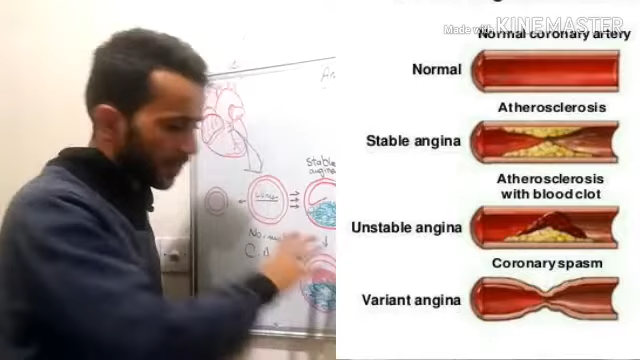 Made with KINEMASTER
Normal coronary artery
Normal
Atherosclerosis
Stable angina
Atherosclerosis
with blood clot
Unstable angina
Coronary spasm
Variant angina
Stable
angina
Lumen